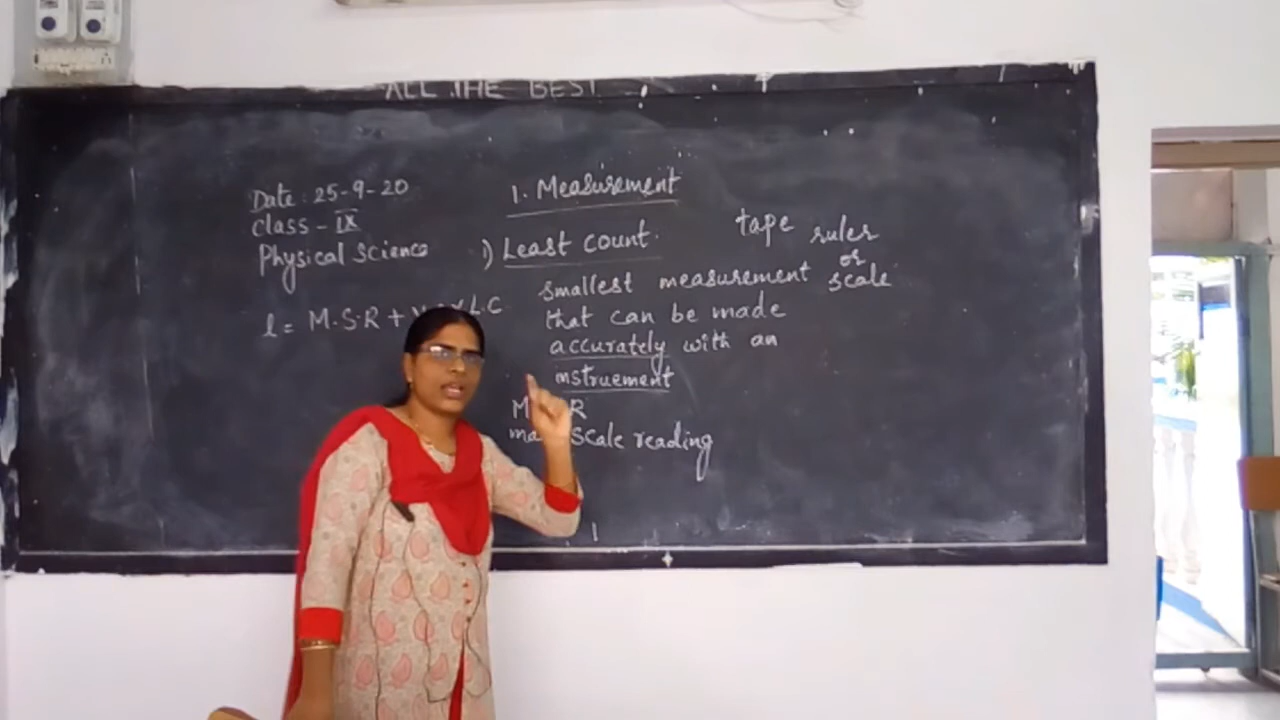 ALL THE BEST
Date : 25-9-20
Class - IX
Physical Science
l = M.S.R + L.C
1. Measurement
1) Least count.
smallest measurement
that can be made
accurately with an
instruement
M R
scale reading
tape ruler
or
scale